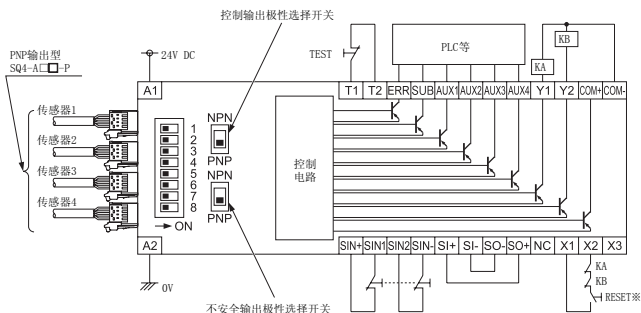 控制输出极性选择开关
PNP输出型
SQ4-A□□-P
24V DC
TEST
PLC等
KA
KB
A1
T1 T2 ERR SUB AUX1 AUX2 AUX3 AUX4 Y1 Y2 COM+ COM-
传感器1
传感器2
传感器3
传感器4
1
2
3
4
5
6
7
8
→ON
NPN
PNP
NPN
PNP
控制
电路
A2
SIN+ SIN1 SIN2 SIN- SI+ SI- SO- SO+ NC X1 X2 X3
0V
KA
KB
RESET※
不安全输出极性选择开关